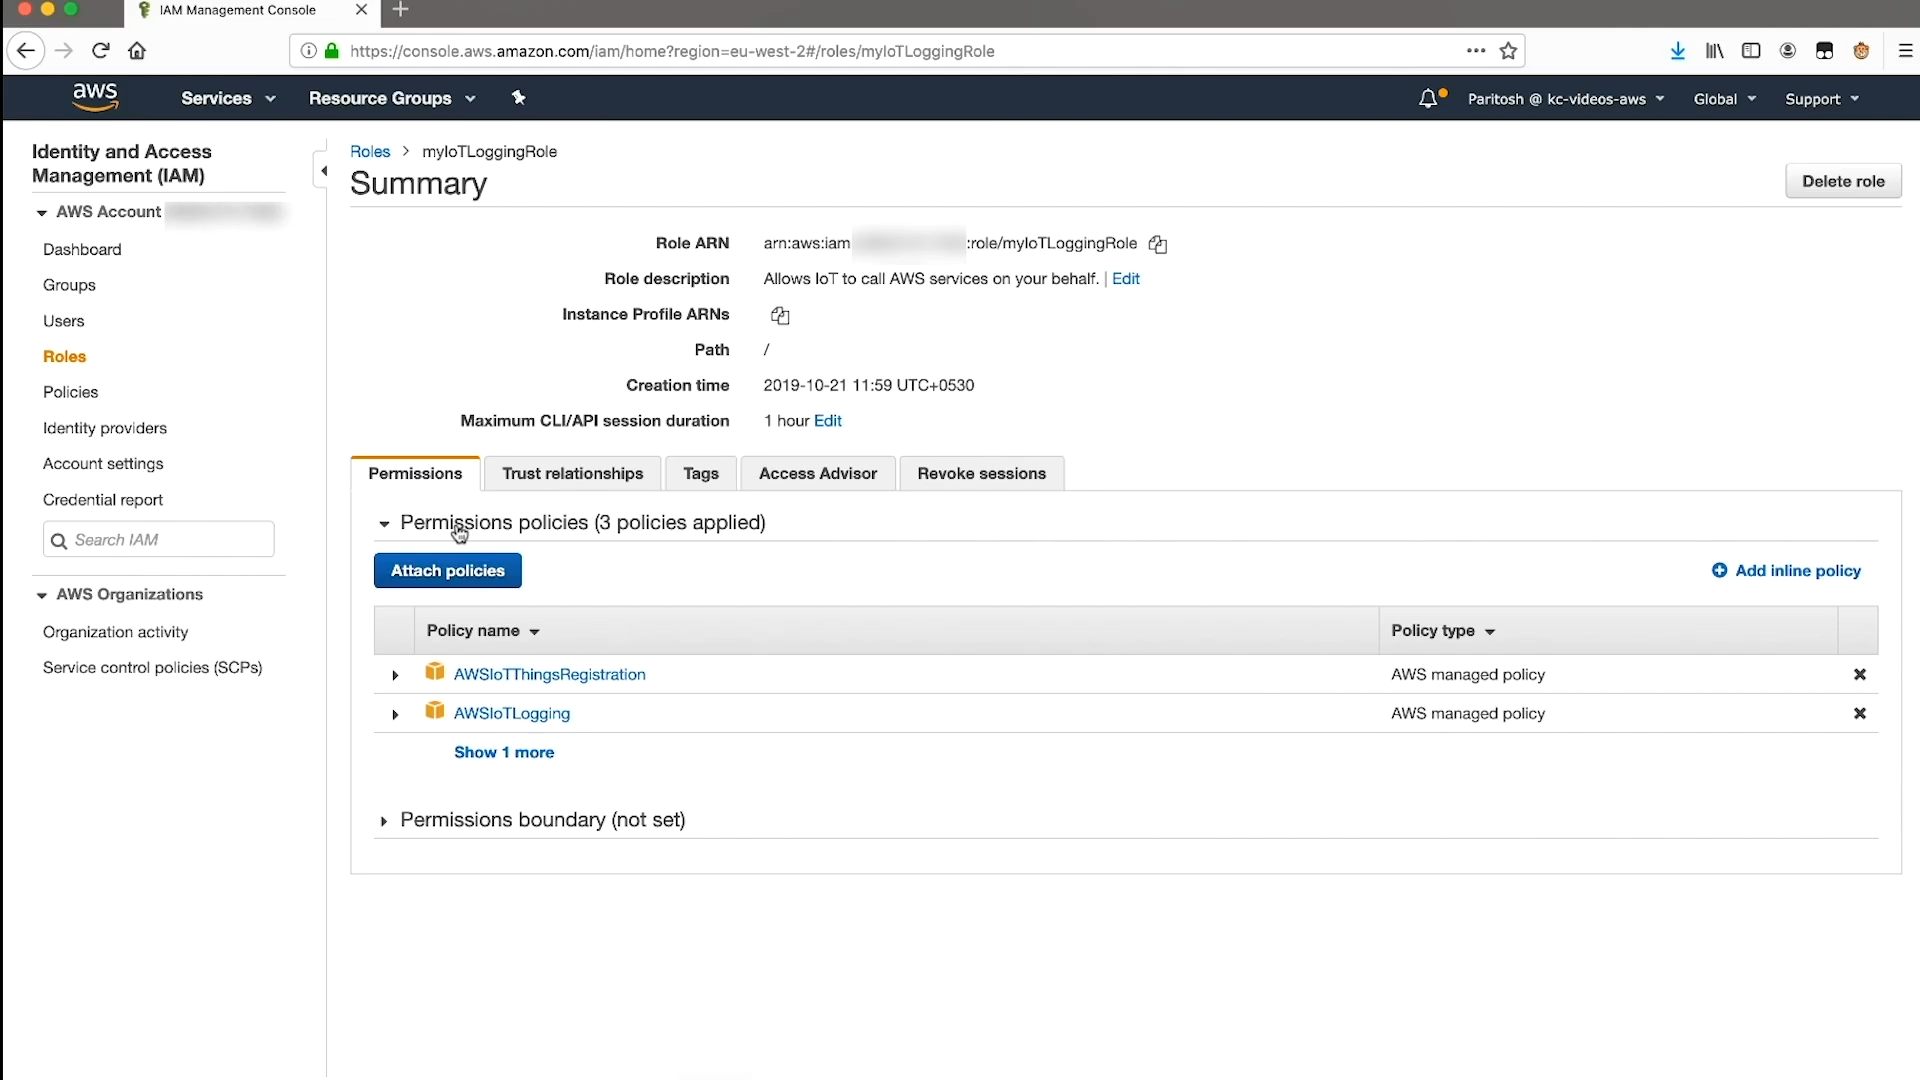 IAM Management Console
https://console.aws.amazon.com/iam/home?region=eu-west-2#/roles/myIoTLoggingRole
aws
Services
Resource Groups
Paritosh @ kc-videos-aws
Global
Support
Identity and Access
Management (IAM)
AWS Account
Dashboard
Groups
Users
Roles
Policies
Identity providers
Account settings
Credential report
Search IAM
AWS Organizations
Organization activity
Service control policies (SCPs)
Roles > myIoTLoggingRole
Summary
Delete role
Role ARN arn:aws:iam :role/myIoTLoggingRole
Role description Allows IoT to call AWS services on your behalf. | Edit
Instance Profile ARNs
Path /
Creation time 2019-10-21 11:59 UTC+0530
Maximum CLI/API session duration 1 hour Edit
Permissions Trust relationships Tags Access Advisor Revoke sessions
Permissions policies (3 policies applied)
Attach policies
Add inline policy
Policy name Policy type
AWSIoTThingsRegistration AWS managed policy
AWSIoTLogging AWS managed policy
Show 1 more
Permissions boundary (not set)